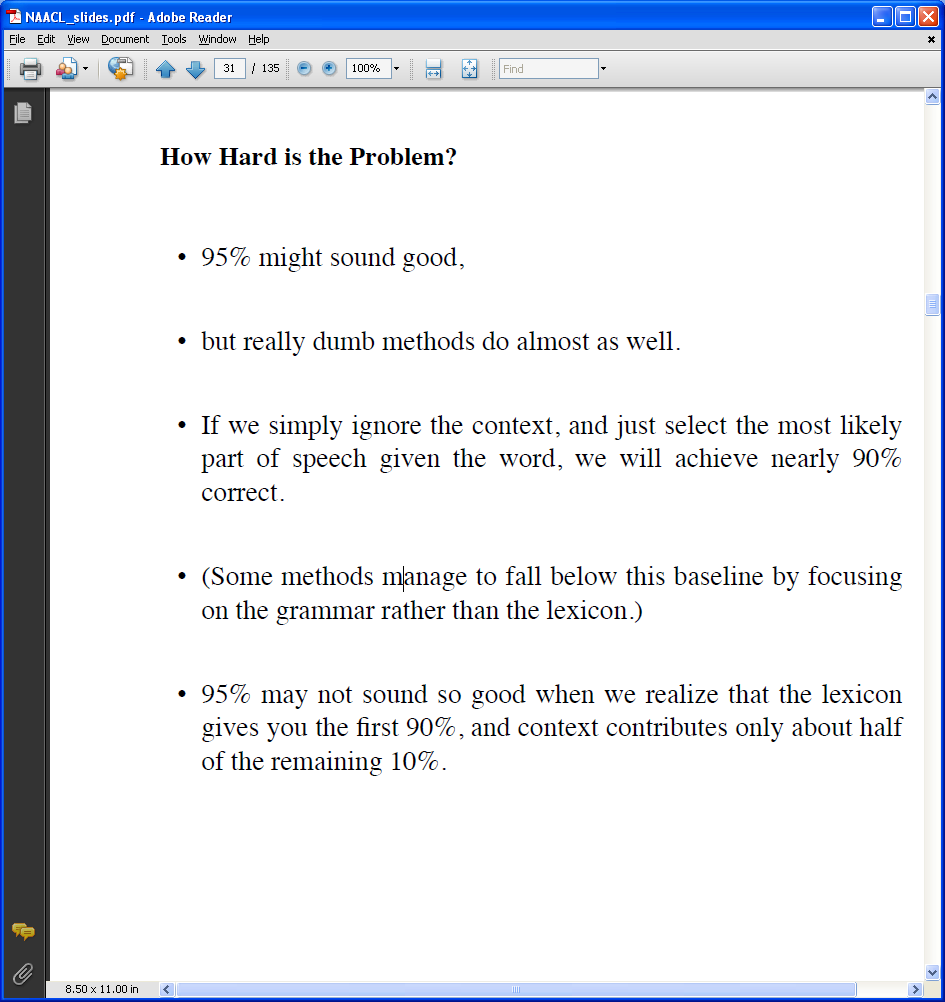 NAACL_slides.pdf - Adobe Reader
File Edit View Document Tools Window Help
31 / 135 100% Find
How Hard is the Problem?
• 95% might sound good,
• but really dumb methods do almost as well.
• If we simply ignore the context, and just select the most likely
part of speech given the word, we will achieve nearly 90%
correct.
• (Some methods manage to fall below this baseline by focusing
on the grammar rather than the lexicon.)
• 95% may not sound so good when we realize that the lexicon
gives you the first 90%, and context contributes only about half
of the remaining 10%.
8.50 x 11.00 in